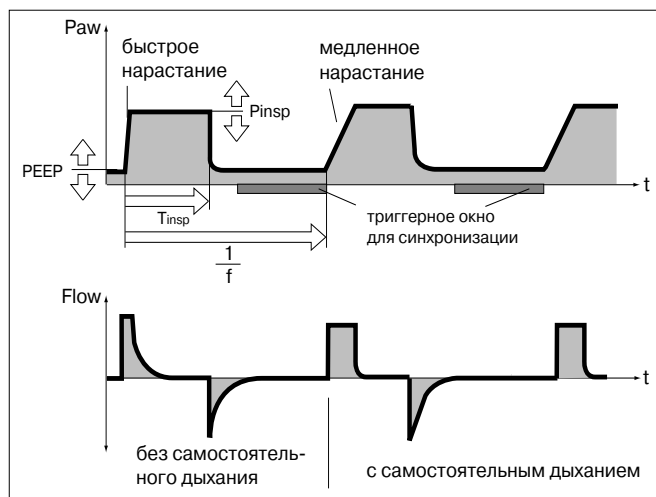 Paw
быстрое
нарастание
медленное
нарастание
Pinsp
PEEP
t
Tinsp
триггерное окно
для синхронизации
1
f
Flow
t
без самостоятель-
ного дыхания
с самостоятельным дыханием